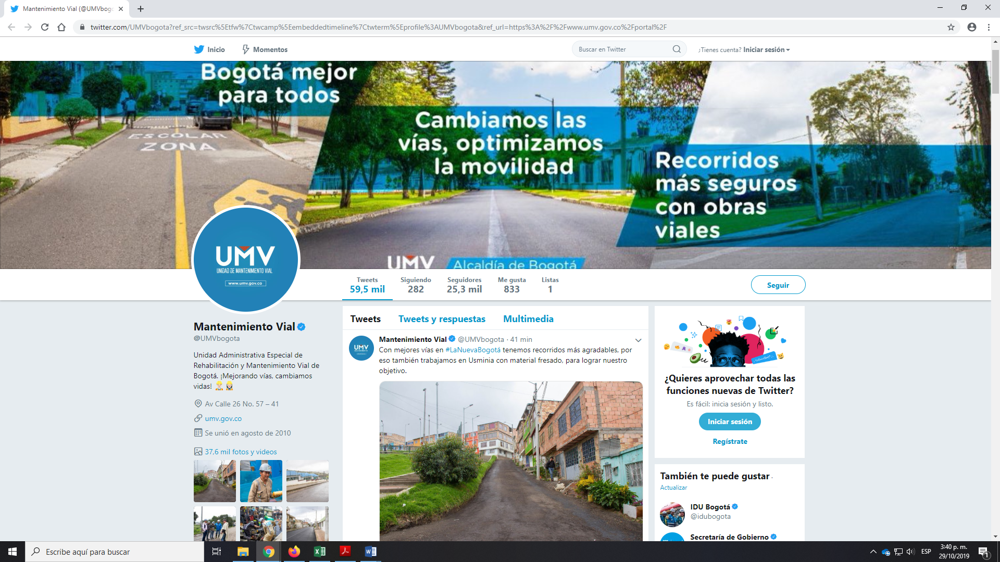 Mantenimiento Vial (@UMVbog
twitter.com/UMVbogota?ref_src=twsrc%5Etfw%7Ctwcamp%5Eembeddedtimeline%7Ctwterm%5Eprofile%3AUMVbogota&ref_url=https%3A%2F%2Fwww.umv.gov.co%2Fportal%2F
Inicio
Momentos
Buscar en Twitter
¿Tienes cuenta? Iniciar sesión
Bogotá mejor
para todos
ESCOLAR
ZONA
Cambiamos las
vías, optimizamos
la movilidad
Recorridos
más seguros
con obras
viales
UMV
Alcaldía de Bogotá
UMV
UNIDAD DE MANTENIMIENTO VIAL
www.umv.gov.co
Tweets
59,5 mil
Siguiendo
282
Seguidores
25,3 mil
Me gusta
833
Listas
1
Seguir
Mantenimiento Vial
@UMVbogota
Unidad Administrativa Especial de
Rehabilitación y Mantenimiento Vial de
Bogotá. ¡Mejorando vías, cambiamos
vidas!
Av Calle 26 No. 57 – 41
umv.gov.co
Se unió en agosto de 2010
37,6 mil fotos y videos
Tweets
Tweets y respuestas
Multimedia
UMV
Mantenimiento Vial @UMVbogota · 41 min
Con mejores vías en #LaNuevaBogotá tenemos recorridos más agradables, por
eso también trabajamos en Usminia con material fresado, para lograr nuestro
objetivo.
¿Quieres aprovechar todas las
funciones nuevas de Twitter?
Es fácil: inicia sesión y listo.
Iniciar sesión
Regístrate
También te puede gustar ·
Actualizar
IDU Bogotá
@idubogota
Secretaría de Gobierno
Escribe aquí para buscar
ESP
3:40 p. m.
29/10/2019
1